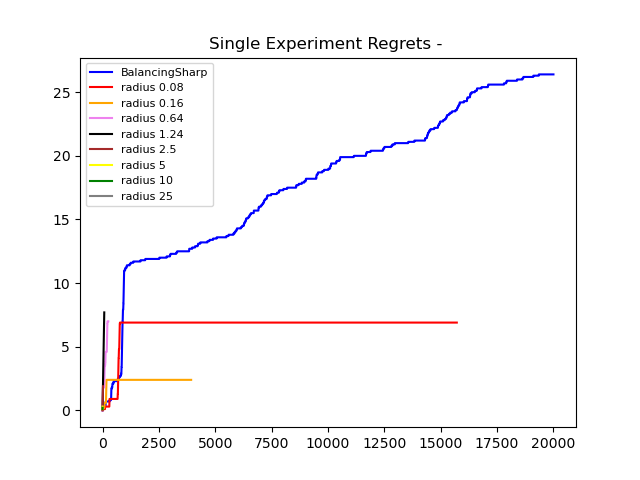 Single Experiment Regrets -
BalancingSharp
radius 0.08
radius 0.16
radius 0.64
radius 1.24
radius 2.5
radius 5
radius 10
radius 25
25
20
15
10
5
0
0 2500 5000 7500 10000 12500 15000 17500 20000